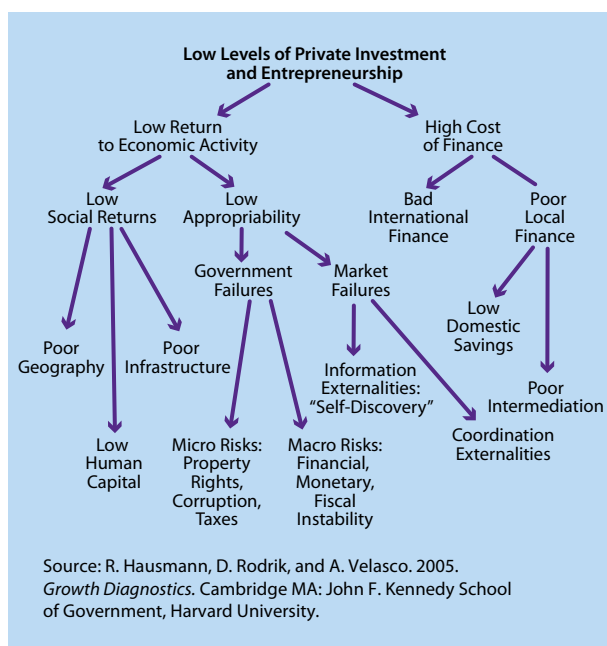 Low Levels of Private Investment
and Entrepreneurship
Low Return
to Economic Activity
High Cost
of Finance
Low
Social Returns
Low
Appropriability
Bad
International
Finance
Poor
Local
Finance
Government
Failures
Market
Failures
Low
Domestic
Savings
Poor
Geography
Poor
Infrastructure
Information
Externalities:
“Self-Discovery”
Poor
Intermediation
Low
Human
Capital
Micro Risks:
Property
Rights,
Corruption,
Taxes
Macro Risks:
Financial,
Monetary,
Fiscal
Instability
Coordination
Externalities
Source: R. Hausmann, D. Rodrik, and A. Velasco. 2005.
Growth Diagnostics. Cambridge MA: John F. Kennedy School
of Government, Harvard University.